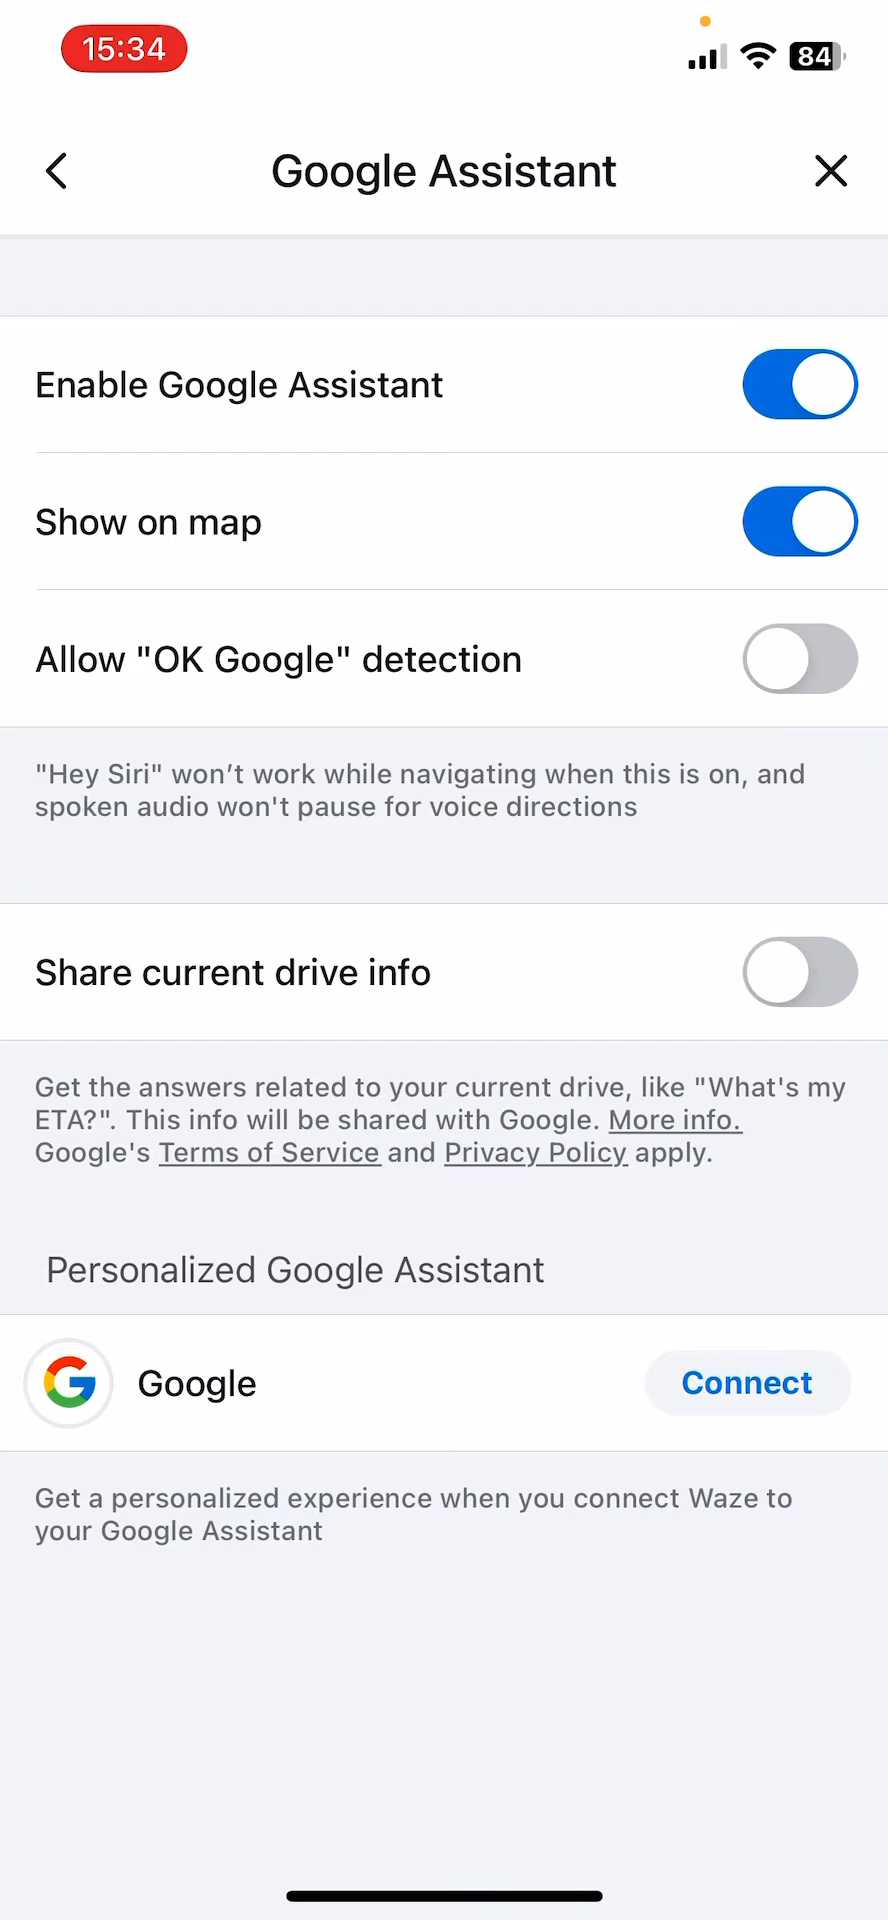 15:34
84
Google Assistant
Enable Google Assistant
Show on map
Allow "OK Google" detection
"Hey Siri" won’t work while navigating when this is on, and
spoken audio won't pause for voice directions
Share current drive info
Get the answers related to your current drive, like "What's my
ETA?". This info will be shared with Google. More info.
Google's Terms of Service and Privacy Policy apply.
Personalized Google Assistant
Google
Connect
Get a personalized experience when you connect Waze to
your Google Assistant